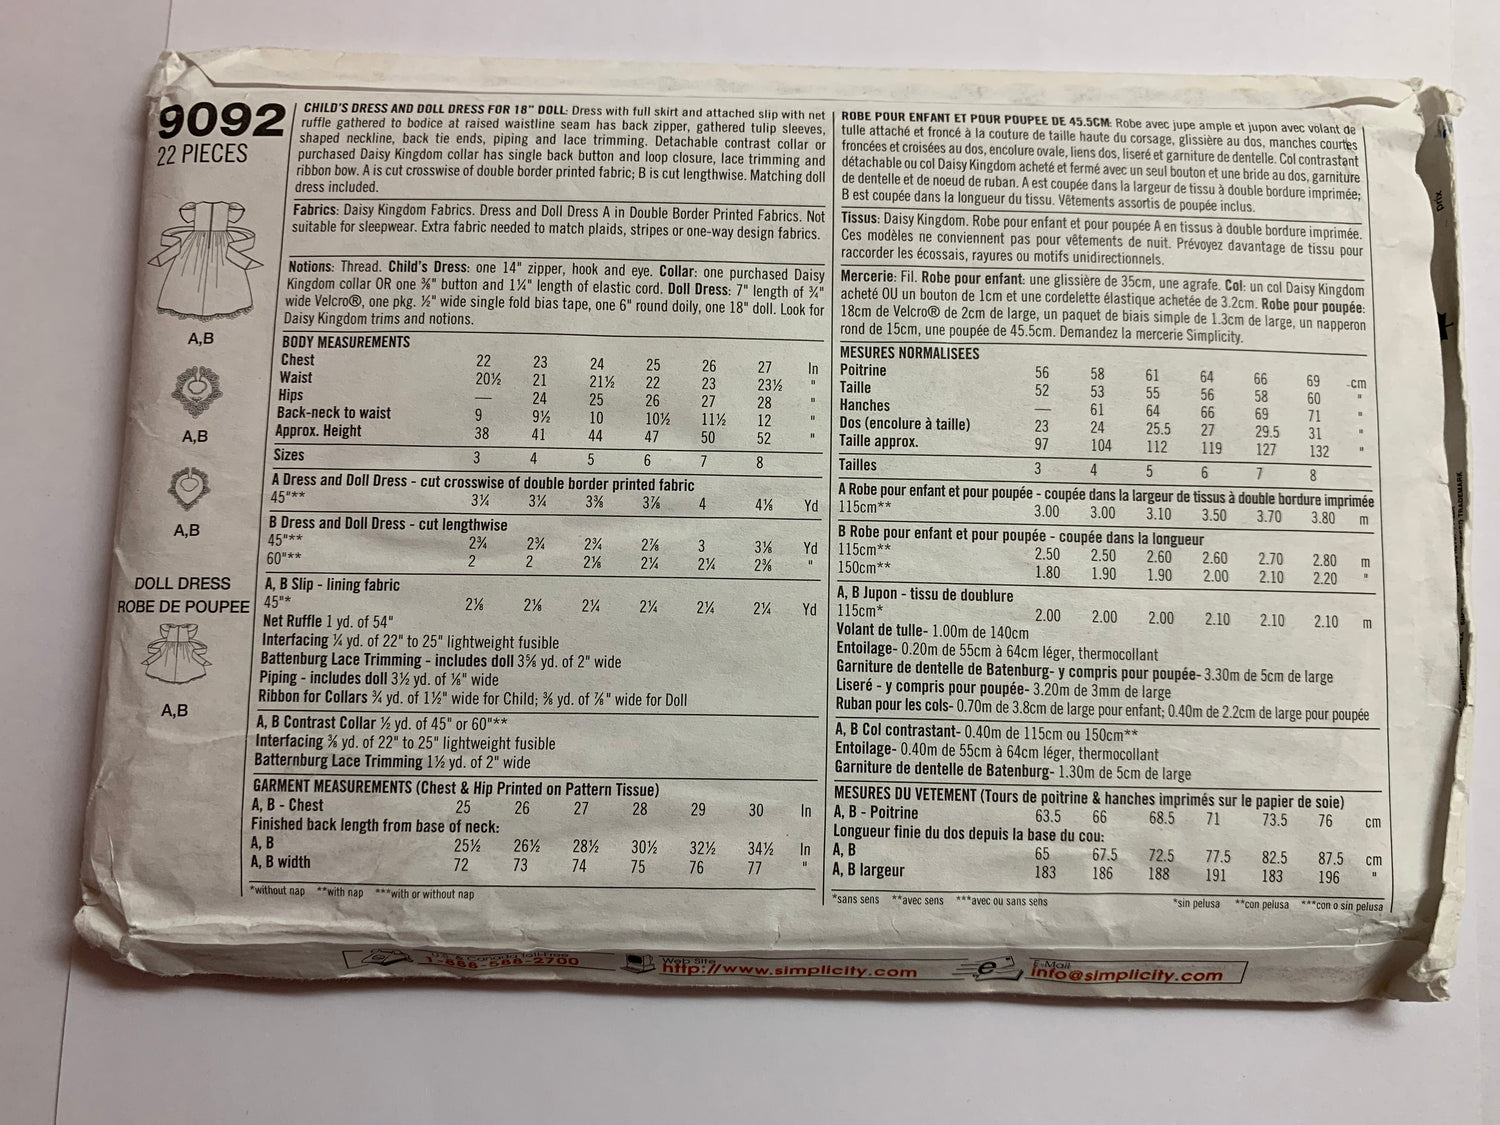 9092
22 PIECES
A,B
A,B
A,B
DOLL DRESS
ROBE DE POUPEE
A,B
CHILD'S DRESS AND DOLL DRESS FOR 18" DOLL: Dress with full skirt and attached slip with net
ruffle gathered to bodice at raised waistline seam has back zipper, gathered tulip sleeves,
shaped neckline, back tie ends, piping and lace trimming. Detachable contrast collar or
purchased Daisy Kingdom collar has single back button and loop closure, lace trimming and
ribbon bow. A is cut crosswise of double border printed fabric; B is cut lengthwise. Matching doll
dress included.
Fabrics: Daisy Kingdom Fabrics. Dress and Doll Dress A in Double Border Printed Fabrics. Not
suitable for sleepwear. Extra fabric needed to match plaids, stripes or one-way design fabrics.
Notions: Thread. Child's Dress: one 14" zipper, hook and eye. Collar: one purchased Daisy
Kingdom collar OR one ⅜" button and 1¼" length of elastic cord. Doll Dress: 7" length of ¾"
wide Velcro®, one pkg. ½" wide single fold bias tape, one 6" round doily, one 18" doll. Look for
Daisy Kingdom trims and notions.
BODY MEASUREMENTS
Chest 22 23 24 25 26 27 In
Waist 20½ 21 21½ 22 23 23½ "
Hips — 24 25 26 27 28 "
Back-neck to waist 9 9½ 10 10½ 11½ 12 "
Approx. Height 38 41 44 47 50 52 "
Sizes 3 4 5 6 7 8
A Dress and Doll Dress - cut crosswise of double border printed fabric
45"** 3¼ 3¼ 3⅜ 3⅞ 4 4⅛ Yd
B Dress and Doll Dress - cut lengthwise
45"** 2¾ 2¾ 2¾ 2⅞ 3 3⅛ Yd
60"** 2 2 2⅛ 2¼ 2¼ 2⅜ "
A, B Slip - lining fabric
45"* 2⅛ 2⅛ 2¼ 2¼ 2¼ 2¼ Yd
Net Ruffle 1 yd. of 54"
Interfacing ¼ yd. of 22" to 25" lightweight fusible
Battenburg Lace Trimming - includes doll 3⅝ yd. of 2" wide
Piping - includes doll 3½ yd. of ⅛" wide
Ribbon for Collars ¾ yd. of 1½" wide for Child; ⅜ yd. of ⅞" wide for Doll
A, B Contrast Collar ½ yd. of 45" or 60"**
Interfacing ⅜ yd. of 22" to 25" lightweight fusible
Batternburg Lace Trimming 1½ yd. of 2" wide
GARMENT MEASUREMENTS (Chest & Hip Printed on Pattern Tissue)
A, B - Chest 25 26 27 28 29 30 In
Finished back length from base of neck:
A, B 25½ 26½ 28½ 30½ 32½ 34½ In
A, B width 72 73 74 75 76 77 "
*without nap **with nap ***with or without nap
ROBE POUR ENFANT ET POUR POUPEE DE 45.5CM: Robe avec jupe ample et jupon avec volant de
tulle attaché et froncé à la couture de taille haute du corsage, glissière au dos, manches courtes
froncées et croisées au dos, encolure ovale, liens dos, liseré et garniture de dentelle. Col contrastant
détachable ou col Daisy Kingdom acheté et fermé avec un seul bouton et une bride au dos, garniture
de dentelle et de noeud de ruban. A est coupée dans la largeur de tissu à double bordure imprimée;
B est coupée dans la longueur du tissu. Vêtements assortis de poupée inclus.
Tissus: Daisy Kingdom. Robe pour enfant et pour poupée A en tissus à double bordure imprimée.
Ces modèles ne conviennent pas pour vêtements de nuit. Prévoyez davantage de tissu pour
raccorder les écossais, rayures ou motifs unidirectionnels.
Mercerie: Fil. Robe pour enfant: une glissière de 35cm, une agrafe. Col: un col Daisy Kingdom
acheté OU un bouton de 1cm et une cordelette élastique achetée de 3.2cm. Robe pour poupée:
18cm de Velcro® de 2cm de large, un paquet de biais simple de 1.3cm de large, un napperon
rond de 15cm, une poupée de 45.5cm. Demandez la mercerie Simplicity.
MESURES NORMALISEES
Poitrine 56 58 61 64 66 69 cm
Taille 52 53 55 56 58 60 "
Hanches — 61 64 66 69 71 "
Dos (encolure à taille) 23 24 25.5 27 29.5 31 "
Taille approx. 97 104 112 119 127 132 "
Tailles 3 4 5 6 7 8
A Robe pour enfant et pour poupée - coupée dans la largeur de tissus à double bordure imprimée
115cm** 3.00 3.00 3.10 3.50 3.70 3.80 m
B Robe pour enfant et pour poupée - coupée dans la longueur
115cm** 2.50 2.50 2.60 2.60 2.70 2.80 m
150cm** 1.80 1.90 1.90 2.00 2.10 2.20 "
A, B Jupon - tissu de doublure
115cm* 2.00 2.00 2.00 2.10 2.10 2.10 m
Volant de tulle- 1.00m de 140cm
Entoilage- 0.20m de 55cm à 64cm léger, thermocollant
Garniture de dentelle de Batenburg- y compris pour poupée- 3.30m de 5cm de large
Liseré - y compris pour poupée- 3.20m de 3mm de large
Ruban pour les cols- 0.70m de 3.8cm de large pour enfant; 0.40m de 2.2cm de large pour poupée
A, B Col contrastant- 0.40m de 115cm ou 150cm**
Entoilage- 0.40m de 55cm à 64cm léger, thermocollant
Garniture de dentelle de Batenburg- 1.30m de 5cm de large
MESURES DU VETEMENT (Tours de poitrine & hanches imprimés sur le papier de soie)
A, B - Poitrine 63.5 66 68.5 71 73.5 76 cm
Longueur finie du dos depuis la base du cou:
A, B 65 67.5 72.5 77.5 82.5 87.5 cm
A, B largeur 183 186 188 191 183 196 "
*sans sens **avec sens ***avec ou sans sens *sin pelusa **con pelusa ***con o sin pelusa
U.S. & Canada Toll-Free
1-888-588-2700
Web Site
http://www.simplicity.com
E-Mail
info@simplicity.com
prix
TRADEMARK